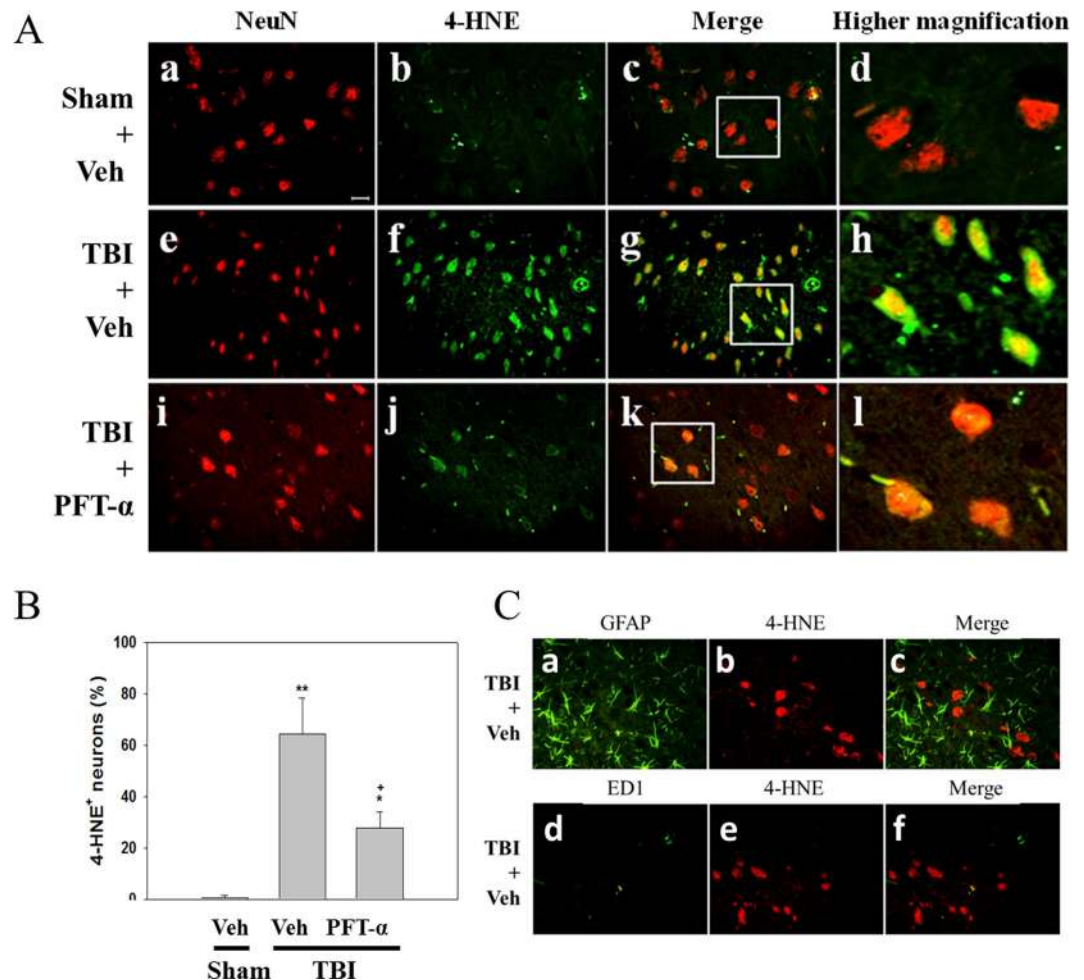 A
NeuN 4-HNE Merge Higher magnification
Sham
+
Veh
a b c d
TBI
+
Veh
e f g h
TBI
+
PFT-α
i j k l
B
4-HNE⁺ neurons (%)
100
80
60
40
20
0
**
+
*
Veh Veh PFT-α
Sham TBI
C
GFAP 4-HNE Merge
TBI
+
Veh
a b c
ED1 4-HNE Merge
TBI
+
Veh
d e f